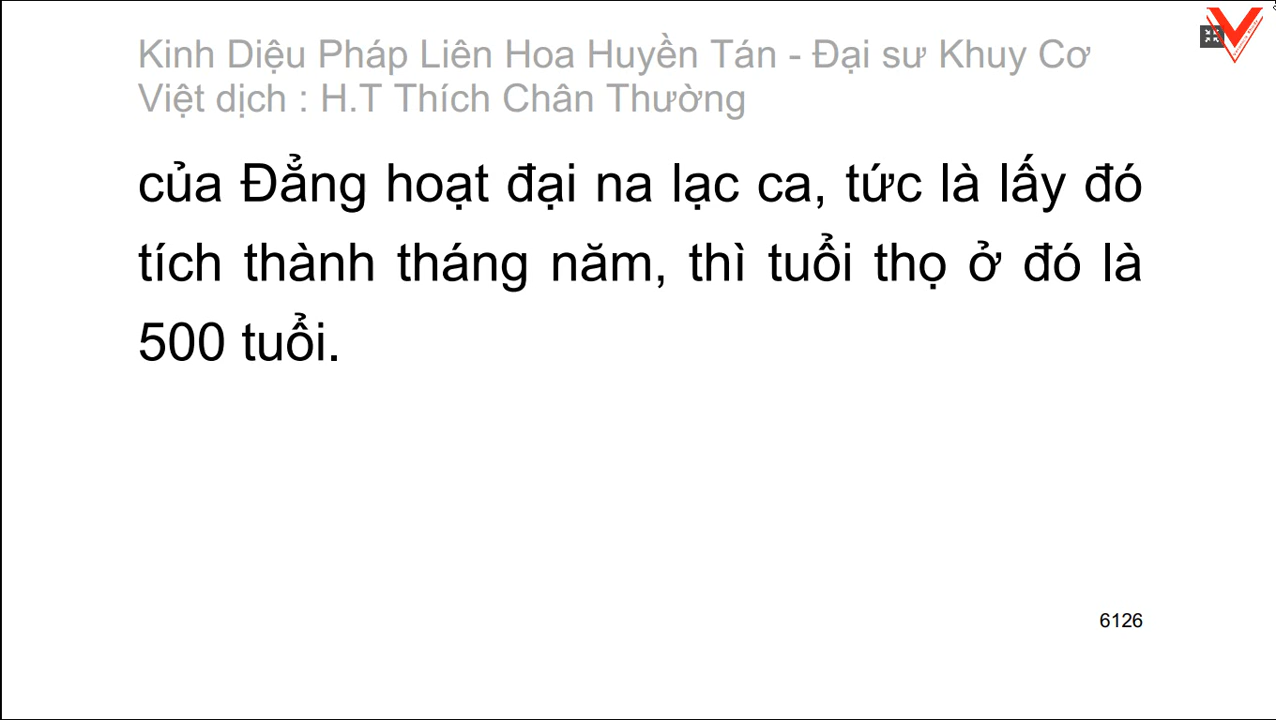 Kinh Diệu Pháp Liên Hoa Huyền Tán - Đại sư Khuy Cơ
Việt dịch : H.T Thích Chân Thường
của Đẳng hoạt đại na lạc ca, tức là lấy đó
tích thành tháng năm, thì tuổi thọ ở đó là
500 tuổi.
6126